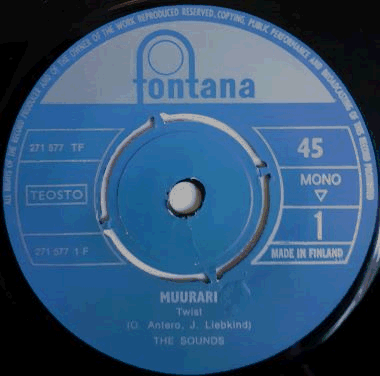 ALL RIGHTS OF THE RECORD PRODUCER AND OF THE OWNER OF THE WORK REPRODUCED RESERVED. COPYING, PUBLIC PERFORMANCE AND BROADCASTING OF THIS RECORD PROHIBITED
fontana
271 577 TF
45
TEOSTO
MONO
1
271 577 1-F
MADE IN FINLAND
MUURARI
Twist
(O. Antero, J. Liebkind)
THE SOUNDS